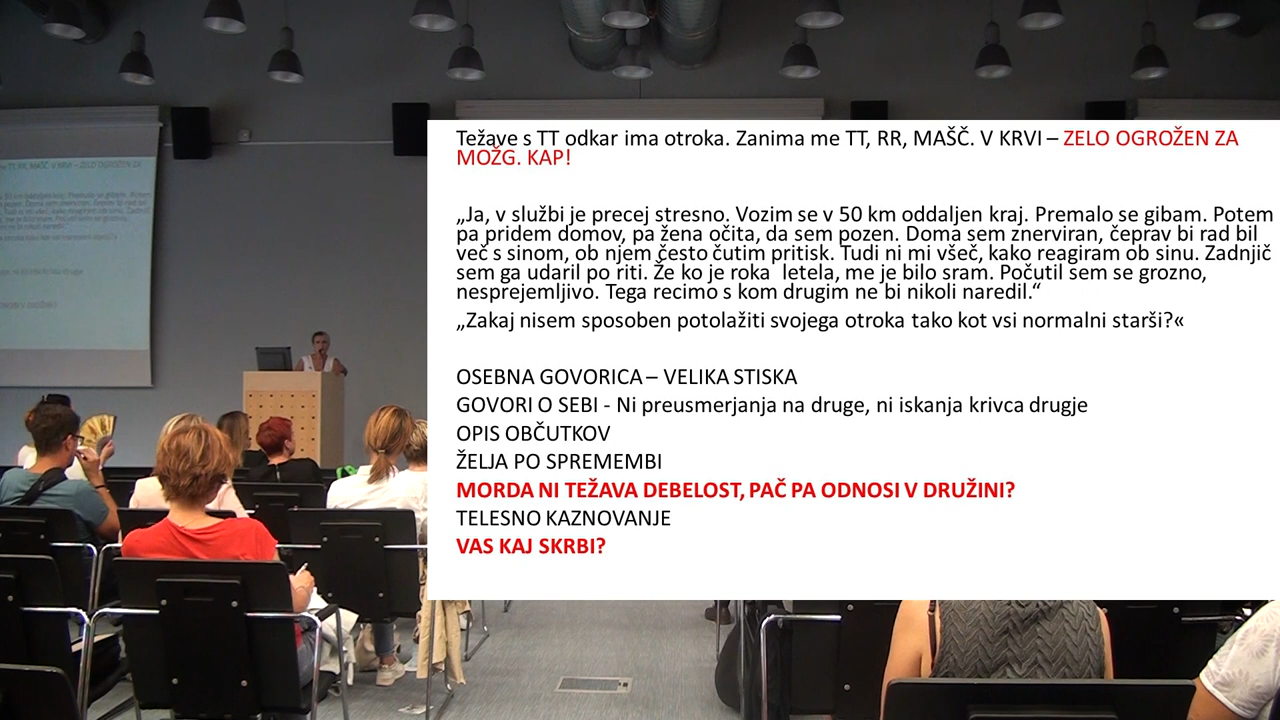 Težave s TT odkar ima otroka. Zanima me TT, RR, MAŠČ. V KRVI – ZELO OGROŽEN ZA
MOŽG. KAP!
„Ja, v službi je precej stresno. Vozim se v 50 km oddaljen kraj. Premalo se gibam. Potem
pa pridem domov, pa žena očita, da sem pozen. Doma sem znerviran, čeprav bi rad bil
več s sinom, ob njem često čutim pritisk. Tudi ni mi všeč, kako reagiram ob sinu. Zadnjič
sem ga udaril po riti. Že ko je roka letela, me je bilo sram. Počutil sem se grozno,
nesprejemljivo. Tega recimo s kom drugim ne bi nikoli naredil.“
„Zakaj nisem sposoben potolažiti svojega otroka tako kot vsi normalni starši?«
OSEBNA GOVORICA – VELIKA STISKA
GOVORI O SEBI - Ni preusmerjanja na druge, ni iskanja krivca drugje
OPIS OBČUTKOV
ŽELJA PO SPREMEMBI
MORDA NI TEŽAVA DEBELOST, PAČ PA ODNOSI V DRUŽINI?
TELESNO KAZNOVANJE
VAS KAJ SKRBI?